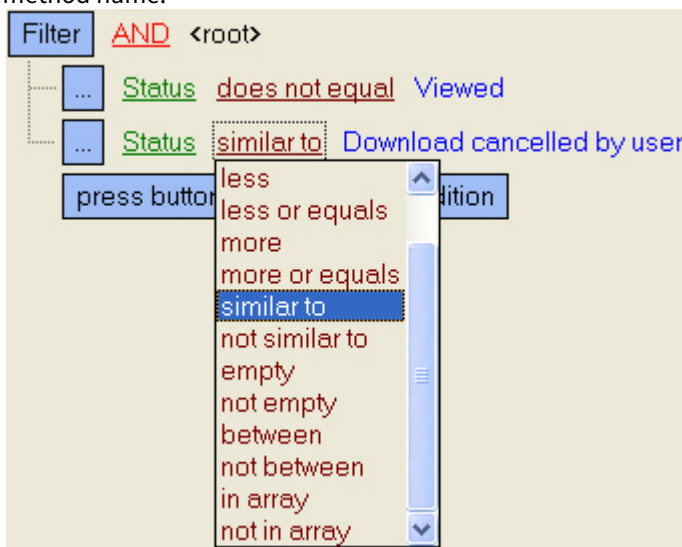 method name.
Filter AND <root>
... Status does not equal Viewed
... Status similar to Download cancelled by user
less
press button dition
less or equals
more
more or equals
similar to
not similar to
empty
not empty
between
not between
in array
not in array